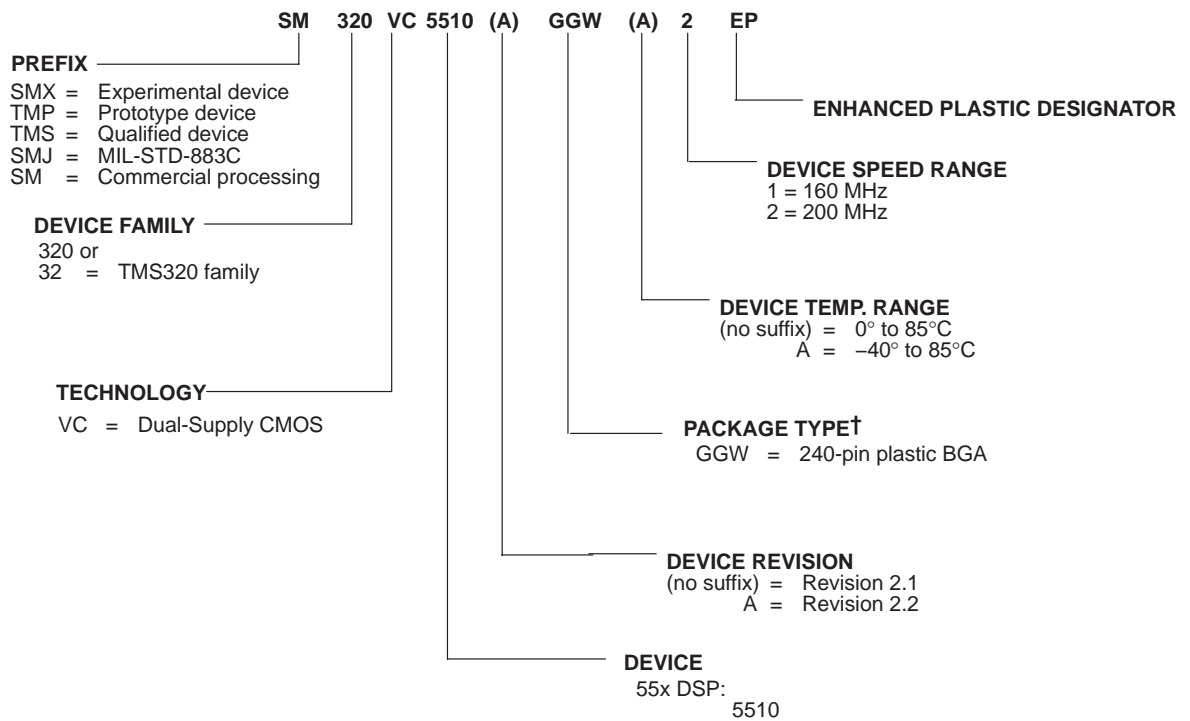 SM 320 VC 5510 (A) GGW (A) 2 EP
PREFIX
SMX = Experimental device
TMP = Prototype device
TMS = Qualified device
SMJ = MIL-STD-883C
SM = Commercial processing
ENHANCED PLASTIC DESIGNATOR
DEVICE SPEED RANGE
1 = 160 MHz
2 = 200 MHz
DEVICE FAMILY
320 or
32 = TMS320 family
DEVICE TEMP. RANGE
(no suffix) = 0° to 85°C
A = −40° to 85°C
TECHNOLOGY
VC = Dual-Supply CMOS
PACKAGE TYPE†
GGW = 240-pin plastic BGA
DEVICE REVISION
(no suffix) = Revision 2.1
A = Revision 2.2
DEVICE
55x DSP:
5510